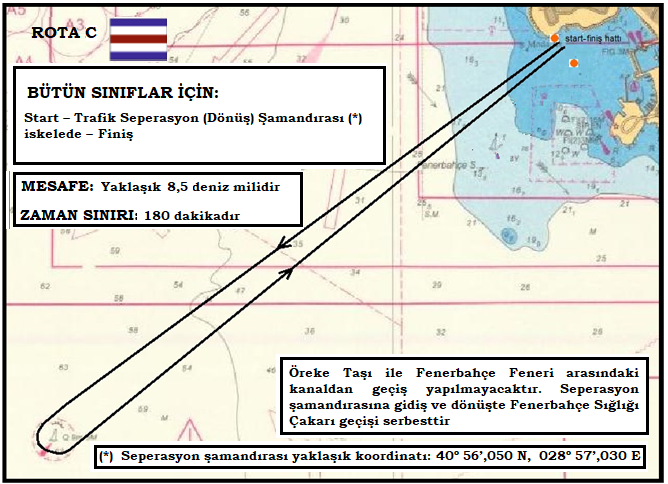 ROTA C
BÜTÜN SINIFLAR İÇİN:
Start – Trafik Seperasyon (Dönüş) Şamandırası (*)
iskelede – Finiş
MESAFE: Yaklaşık 8,5 deniz milidir
ZAMAN SINIRI: 180 dakikadır
start-finiş hattı
Fenerbahçe S.
Öreke Taşı ile Fenerbahçe Feneri arasındaki
kanaldan geçiş yapılmayacaktır. Seperasyon
şamandırasına gidiş ve dönüşte Fenerbahçe Sığlığı
Çakarı geçişi serbesttir
(*) Seperasyon şamandırası yaklaşık koordinatı: 40° 56',050 N, 028° 57',030 E